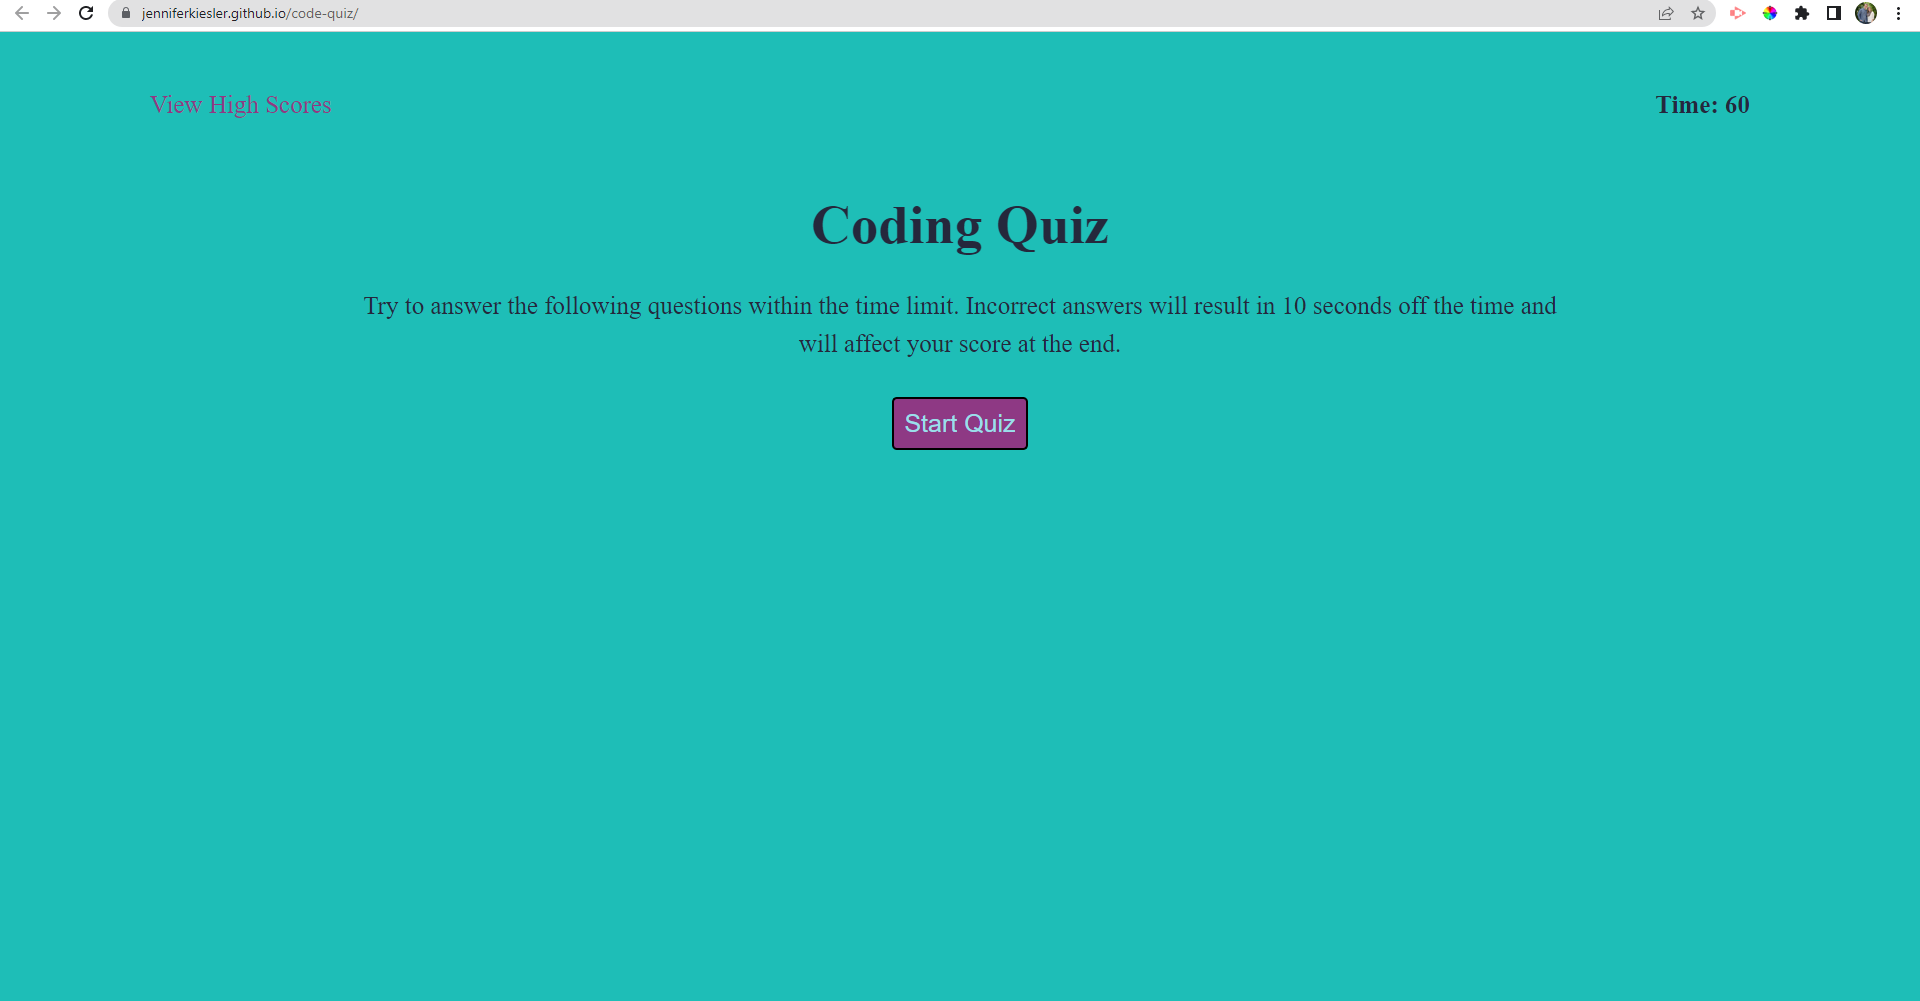 jenniferkiesler.github.io/code-quiz/
View High Scores
Time: 60
Coding Quiz
Try to answer the following questions within the time limit. Incorrect answers will result in 10 seconds off the time and
will affect your score at the end.
Start Quiz